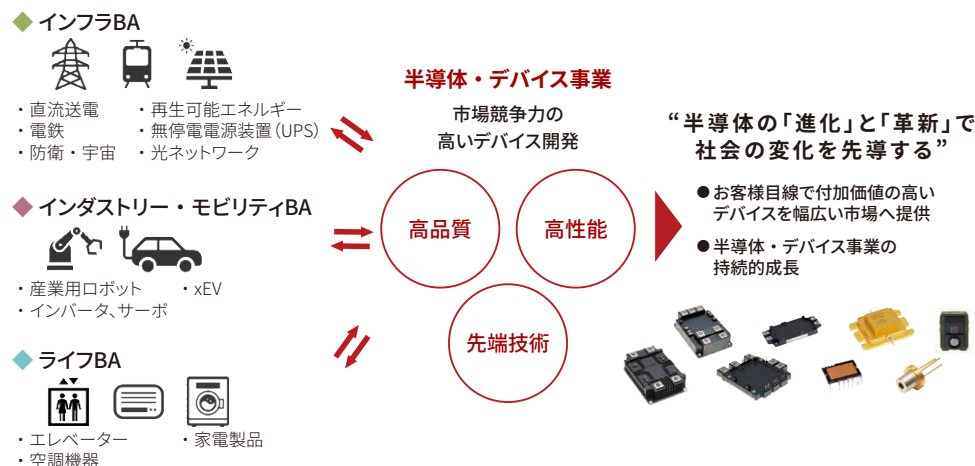 ◆ インフラBA
・直流送電
・電鉄
・防衛・宇宙
・再生可能エネルギー
・無停電電源装置(UPS)
・光ネットワーク
◆ インダストリー・モビリティBA
・産業用ロボット
・インバータ、サーボ
・xEV
◆ ライフBA
・エレベーター
・空調機器
・家電製品
半導体・デバイス事業
市場競争力の
高いデバイス開発
高品質
高性能
先端技術
“半導体の「進化」と「革新」で
社会の変化を先導する”
●お客様目線で付加価値の高い
デバイスを幅広い市場へ提供
●半導体・デバイス事業の
持続的成長